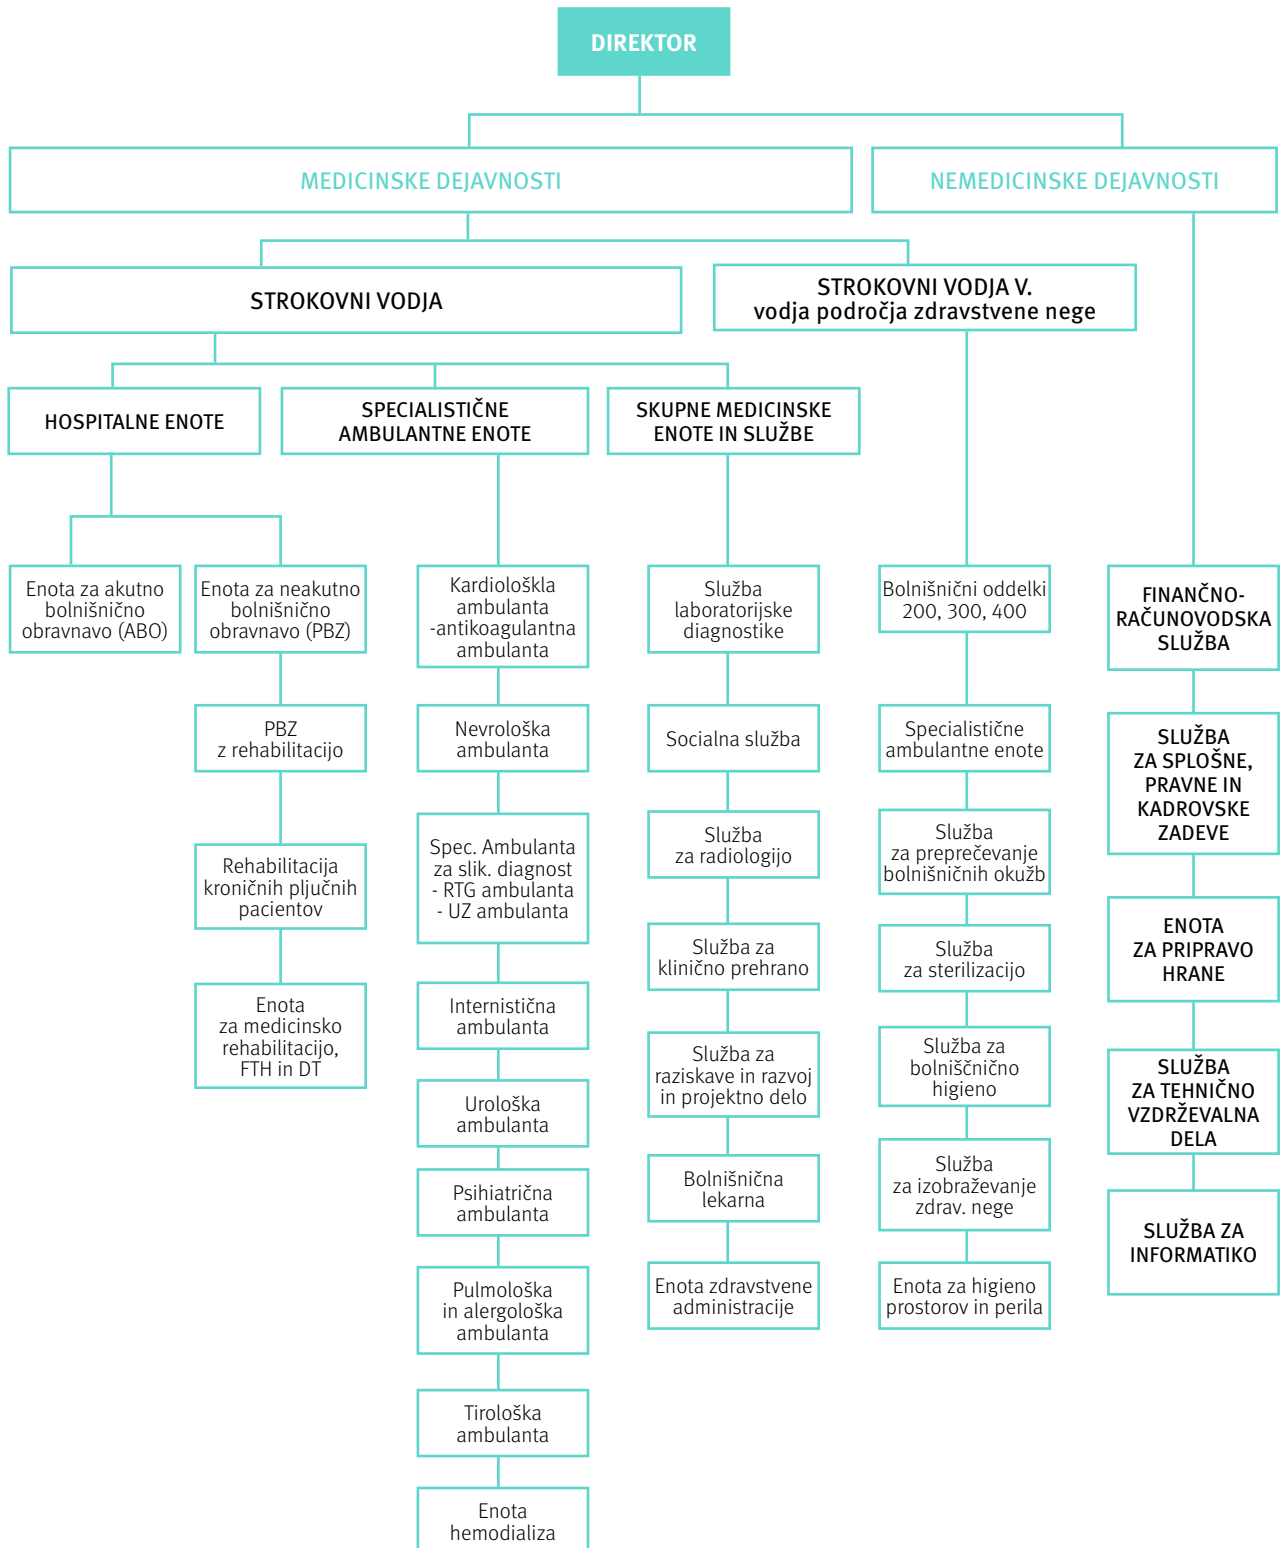 DIREKTOR
MEDICINSKE DEJAVNOSTI
NEMEDICINSKE DEJAVNOSTI
STROKOVNI VODJA
STROKOVNI VODJA V.
vodja področja zdravstvene nege
HOSPITALNE ENOTE
SPECIALISTIČNE
AMBULANTNE ENOTE
SKUPNE MEDICINSKE
ENOTE IN SLUŽBE
Enota za akutno
bolnišnično
obravnavo (ABO)
Enota za neakutno
bolnišnično
obravnavo (PBZ)
PBZ
z rehabilitacijo
Rehabilitacija
kroničnih pljučnih
pacientov
Enota
za medicinsko
rehabilitacijo,
FTH in DT
Kardiološkla
ambulanta
-antikoagulantna
ambulanta
Nevrološka
ambulanta
Spec. Ambulanta
za slik. diagnost
- RTG ambulanta
- UZ ambulanta
Internistična
ambulanta
Urološka
ambulanta
Psihiatrična
ambulanta
Pulmološka
in alergološka
ambulanta
Tirološka
ambulanta
Enota
hemodializa
Služba
laboratorijske
diagnostike
Socialna služba
Služba
za radiologijo
Služba za
klinično prehrano
Služba za
raziskave in razvoj
in projektno delo
Bolnišnična
lekarna
Enota zdravstvene
administracije
Bolnišnični oddelki
200, 300, 400
Specialistične
ambulantne enote
Služba
za preprečevanje
bolnišničnih okužb
Služba
za sterilizacijo
Služba za
bolniščnično
higieno
Služba
za izobraževanje
zdrav. nege
Enota za higieno
prostorov in perila
FINANČNO-
RAČUNOVODSKA
SLUŽBA
SLUŽBA
ZA SPLOŠNE,
PRAVNE IN
KADROVSKE
ZADEVE
ENOTA
ZA PRIPRAVO
HRANE
SLUŽBA
ZA TEHNIČNO
VZDRŽEVALNA
DELA
SLUŽBA ZA
INFORMATIKO